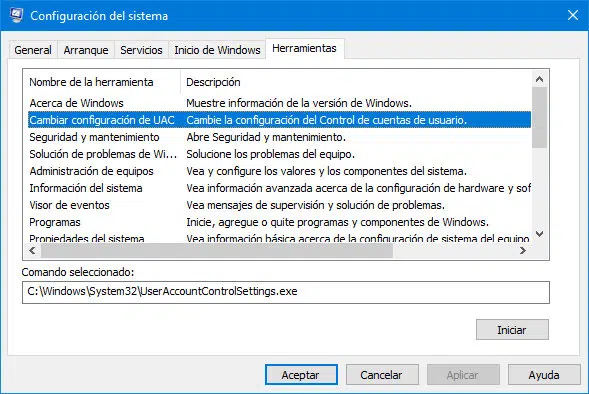 Configuración del sistema
General Arranque Servicios Inicio de Windows Herramientas
Nombre de la herramienta Descripción
Acerca de Windows Muestre información de la versión de Windows.
Cambiar configuración de UAC Cambie la configuración del Control de cuentas de usuario.
Seguridad y mantenimiento Abre Seguridad y mantenimiento.
Solución de problemas de Wi... Solucione los problemas del equipo.
Administración de equipos Vea y configure los valores y los componentes del sistema.
Información del sistema Vea información avanzada acerca de la configuración de hardware y sof
Visor de eventos Vea mensajes de supervisión y solución de problemas.
Programas Inicie, agregue o quite programas y componentes de Windows.
Propiedades del sistema Vea información básica acerca de la configuración de sistema del equipo
Comando seleccionado:
C:\Windows\System32\UserAccountControlSettings.exe
Iniciar
Aceptar Cancelar Aplicar Ayuda